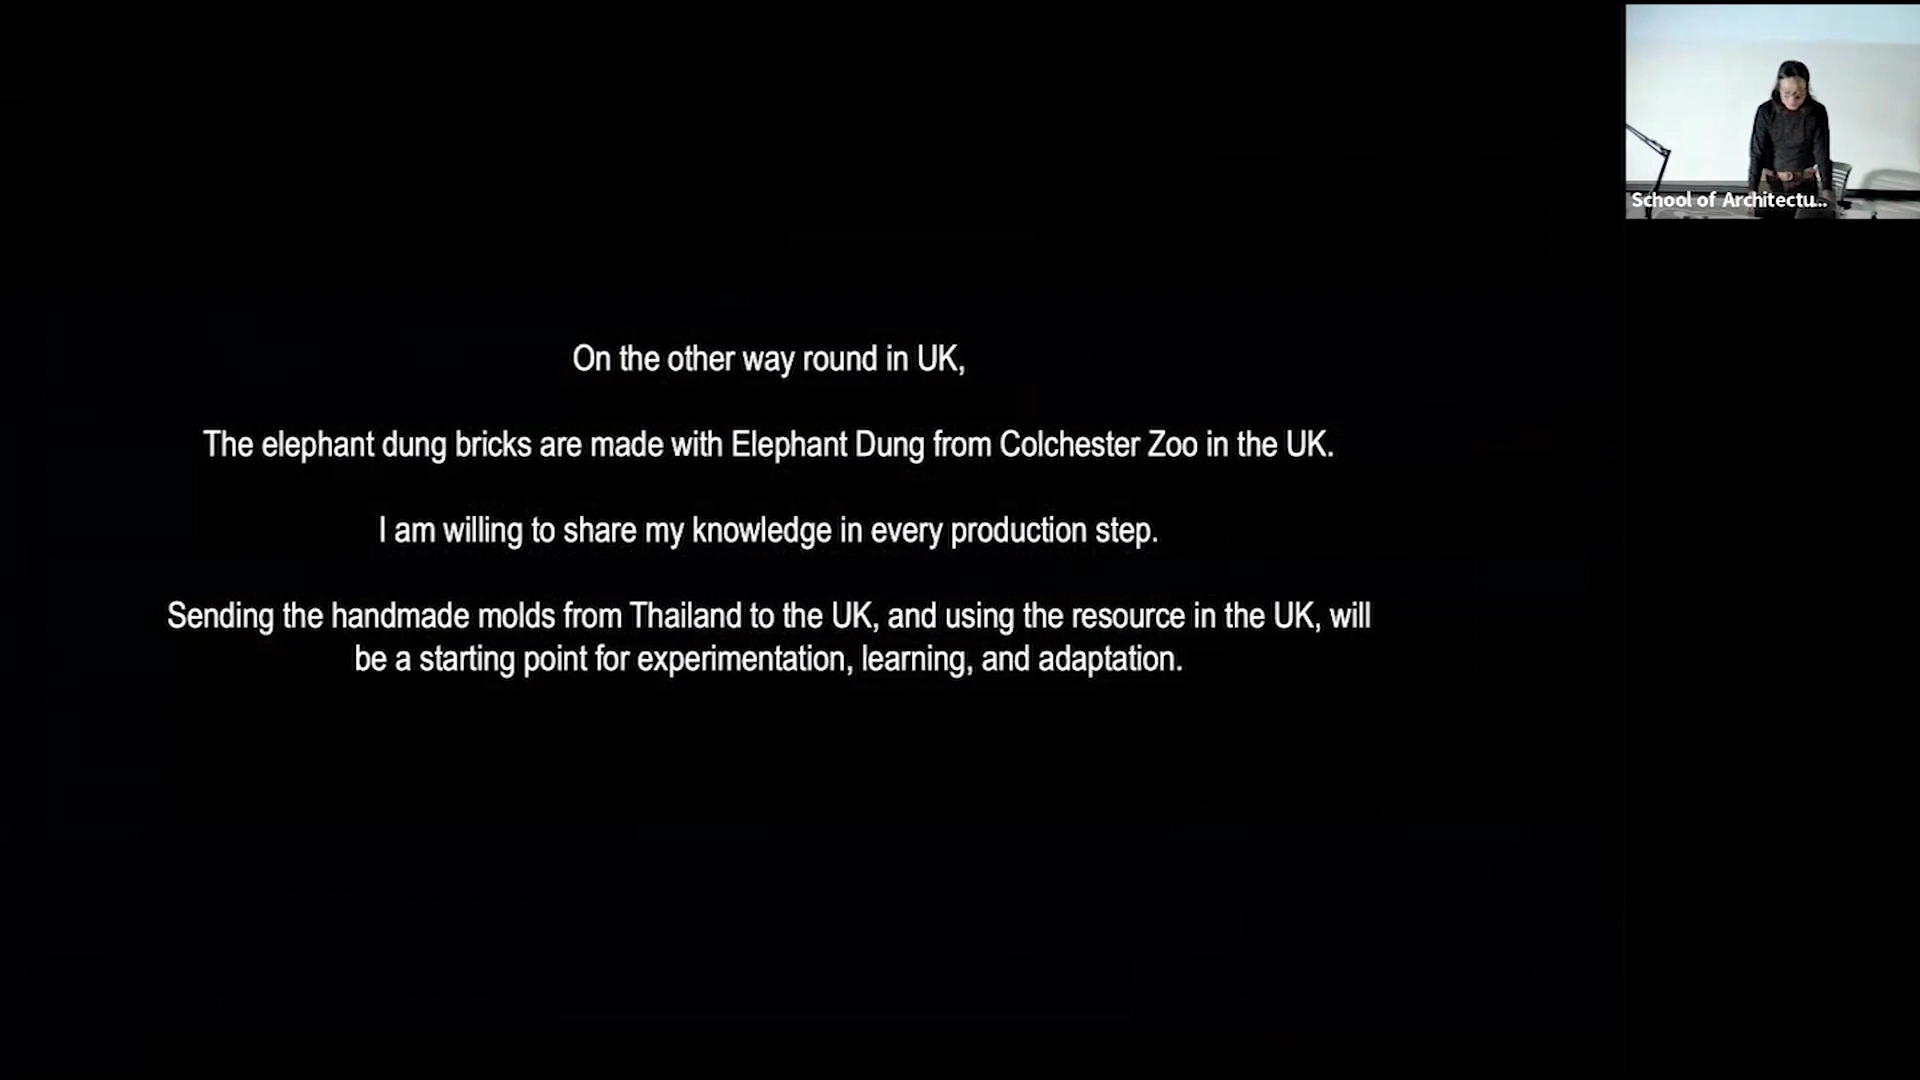 On the other way round in UK,
The elephant dung bricks are made with Elephant Dung from Colchester Zoo in the UK.
I am willing to share my knowledge in every production step.
Sending the handmade molds from Thailand to the UK, and using the resource in the UK, will
be a starting point for experimentation, learning, and adaptation.
School of Architectu...